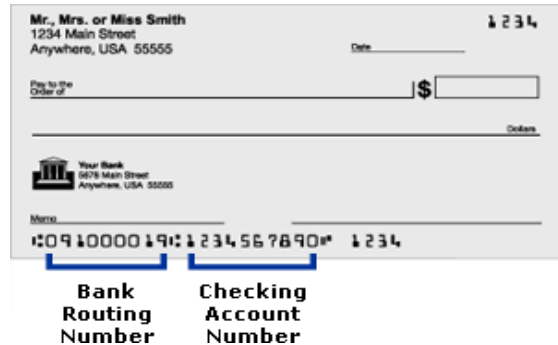 Mr., Mrs. or Miss Smith
1234
1234 Main Street
Anywhere, USA 55555
Date
Pay to the
Order of
$
Dollars
Your Bank
5678 Main Street
Anywhere, USA 55555
Memo
⑆091000019⑆1234567890⑈ 1234
Bank Routing Number
Checking Account Number